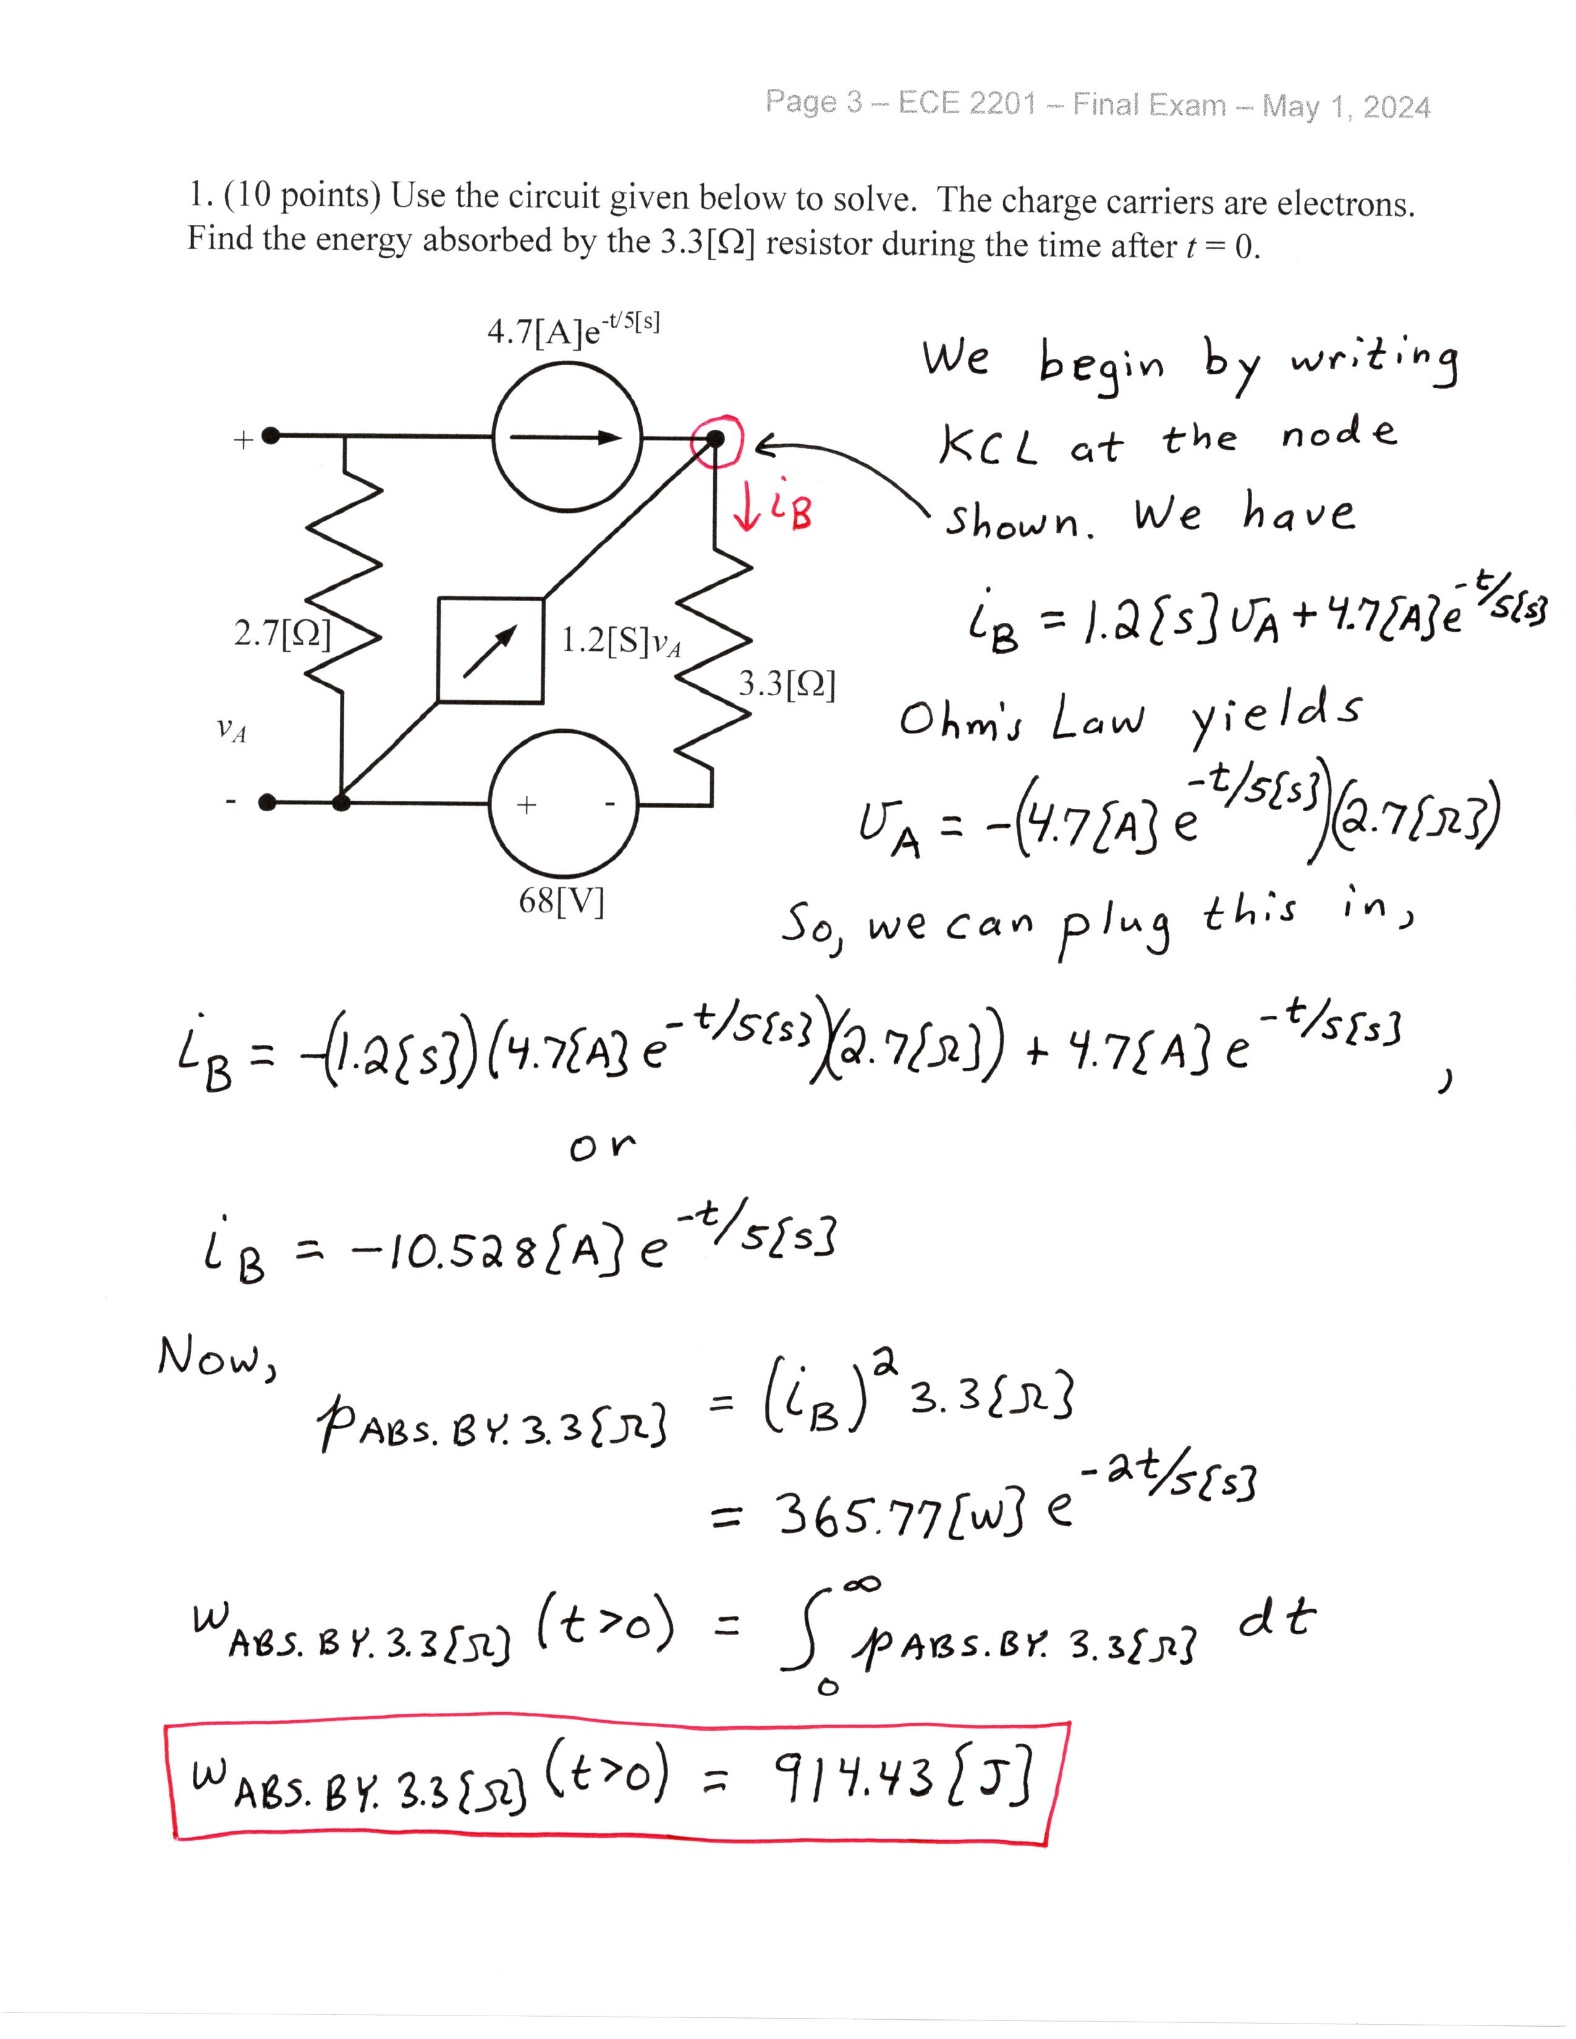 Page 3 – ECE 2201 – Final Exam – May 1, 2024
1. (10 points) Use the circuit given below to solve.  The charge carriers are electrons.
Find the energy absorbed by the 3.3[Ω] resistor during the time after t = 0.
4.7[A]e^-t/5[s]
+
2.7[Ω]
1.2[S]vA
3.3[Ω]
vA
-
+ -
68[V]
↓iB
We begin by writing
KCL at the node
shown. We have
iB = 1.2[S]vA + 4.7[A]e^-t/5[s]
Ohm's Law yields
vA = -(4.7[A] e^-t/5[s])(2.7[Ω])
So, we can plug this in,
iB = -(1.2[S])(4.7[A] e^-t/5[s])(2.7[Ω]) + 4.7[A] e^-t/5[s] ,
or
iB = -10.528[A] e^-t/5[s]
Now,
pABS.BY.3.3[Ω] = (iB)² 3.3[Ω]
= 365.77[W] e^-2t/5[s]
wABS.BY.3.3[Ω] (t>0) = ∫₀^∞ pABS.BY.3.3[Ω] dt
wABS.BY.3.3[Ω] (t>0) = 914.43[J]